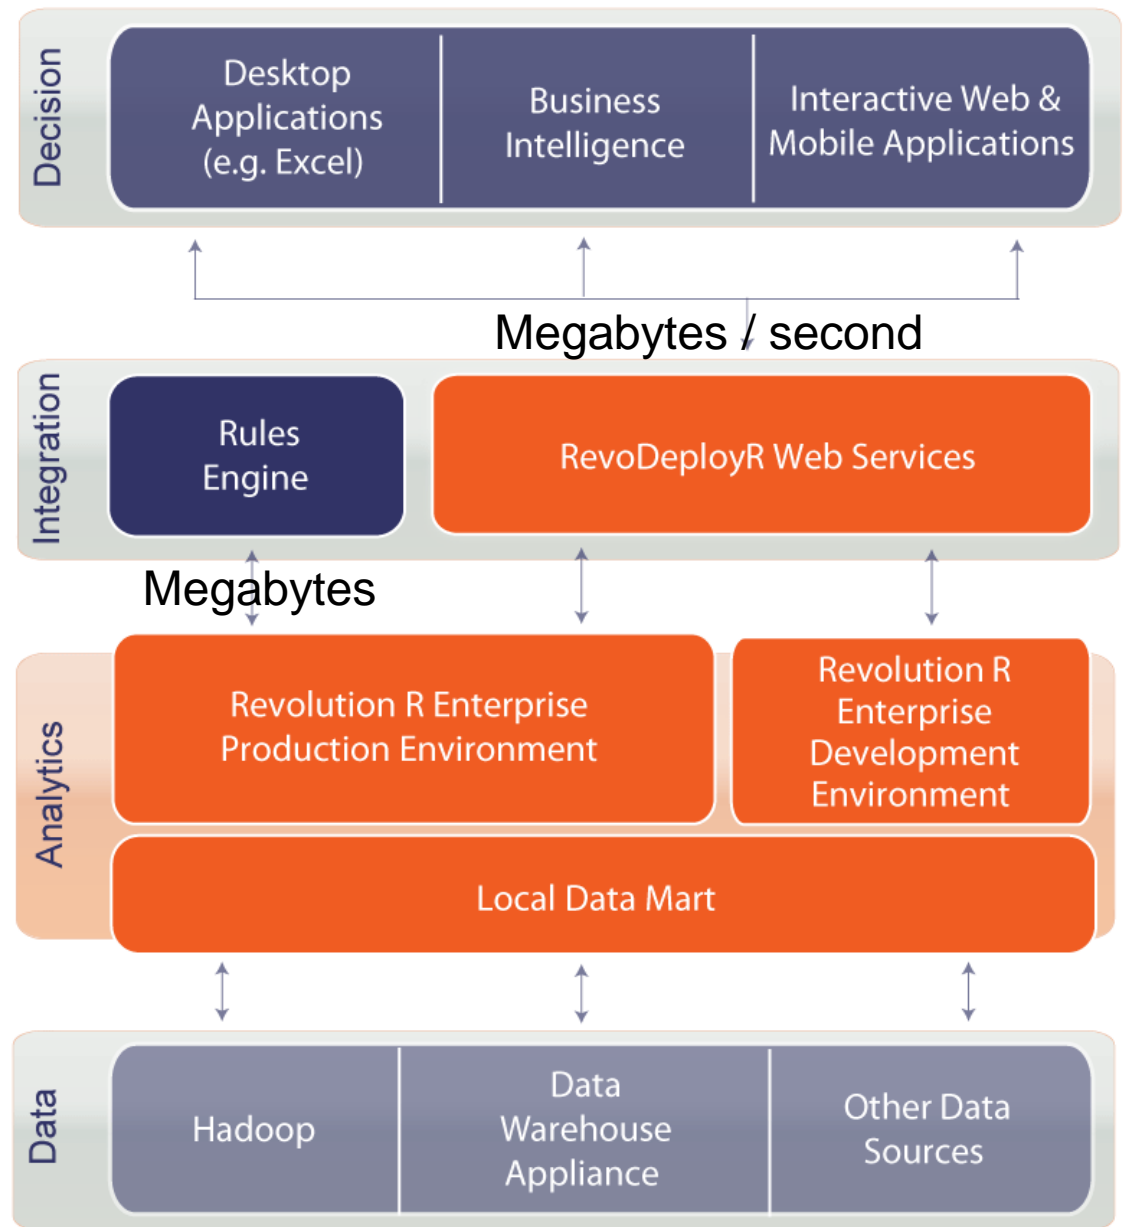 Decision
Desktop
Applications
(e.g. Excel)
Business
Intelligence
Interactive Web &
Mobile Applications
Megabytes / second
Integration
Rules
Engine
RevoDeployR Web Services
Megabytes
Analytics
Revolution R Enterprise
Production Environment
Revolution R
Enterprise
Development
Environment
Local Data Mart
Data
Hadoop
Data
Warehouse
Appliance
Other Data
Sources